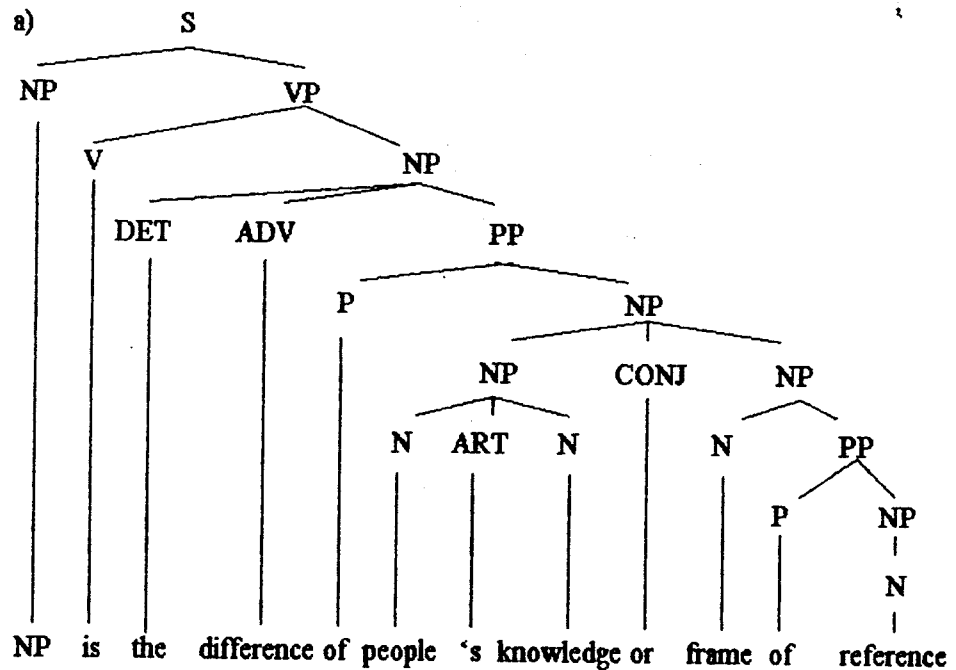 a) S
NP VP
V NP
DET ADV PP
P NP
NP CONJ NP
N ART N N PP
P NP
N
NP is the difference of people 's knowledge or frame of reference